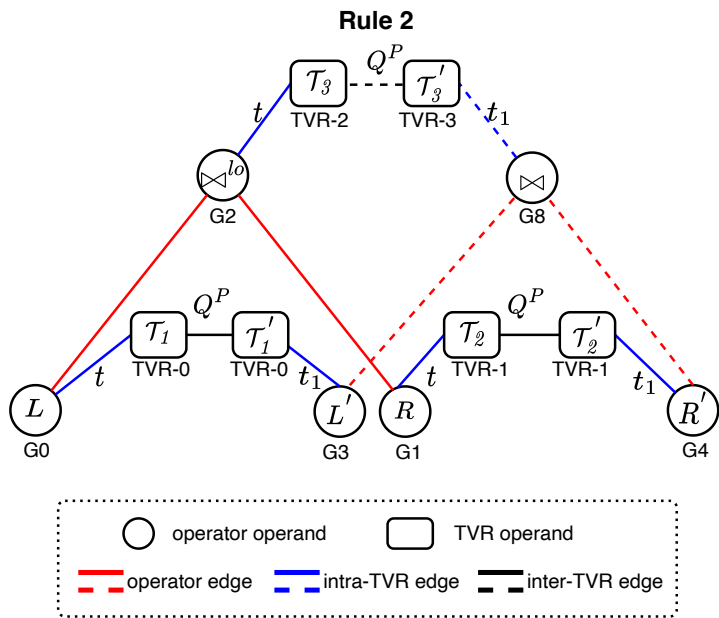 Rule 2
𝒯3 Q^P 𝒯3′
t TVR-2 TVR-3 t1
⋈^lo ⋈
G2 G8
𝒯1 Q^P 𝒯1′ 𝒯2 Q^P 𝒯2′
TVR-0 TVR-0 TVR-1 TVR-1
t t1 t t1
L L′ R R′
G0 G3 G1 G4
operator operand TVR operand
operator edge intra-TVR edge inter-TVR edge